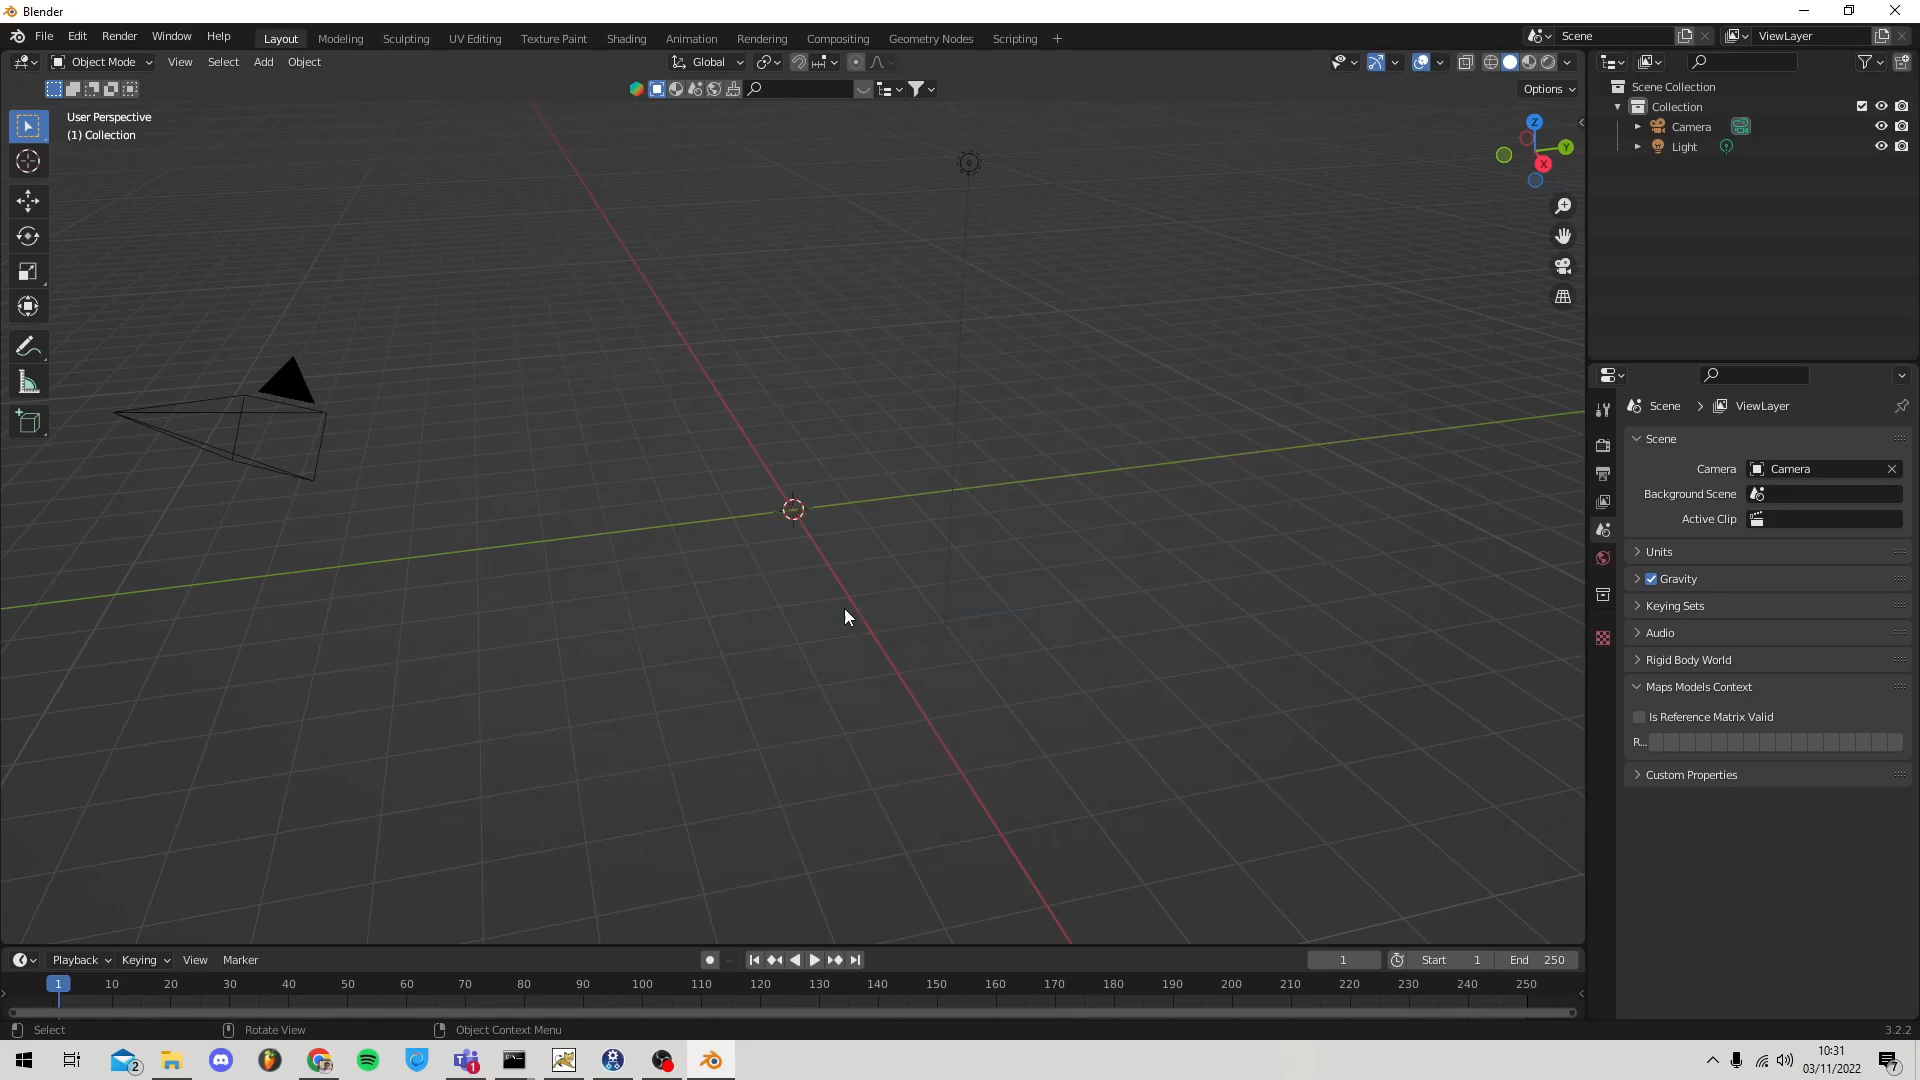 Blender
File Edit Render Window Help Layout Modeling Sculpting UV Editing Texture Paint Shading Animation Rendering Compositing Geometry Nodes Scripting + Scene ViewLayer
Object Mode View Select Add Object Global
Options
User Perspective
(1) Collection
Z
Y
X
Scene Collection
Collection
Camera
Light
Scene > ViewLayer
Scene
Camera Camera
Background Scene
Active Clip
Units
Gravity
Keying Sets
Audio
Rigid Body World
Maps Models Context
Is Reference Matrix Valid
R...
Custom Properties
Playback Keying View Marker 1 Start 1 End 250
1 10 20 30 40 50 60 70 80 90 100 110 120 130 140 150 160 170 180 190 200 210 220 230 240 250
Select Rotate View Object Context Menu 3.2.2
2 1 10:31
03/11/2022 7